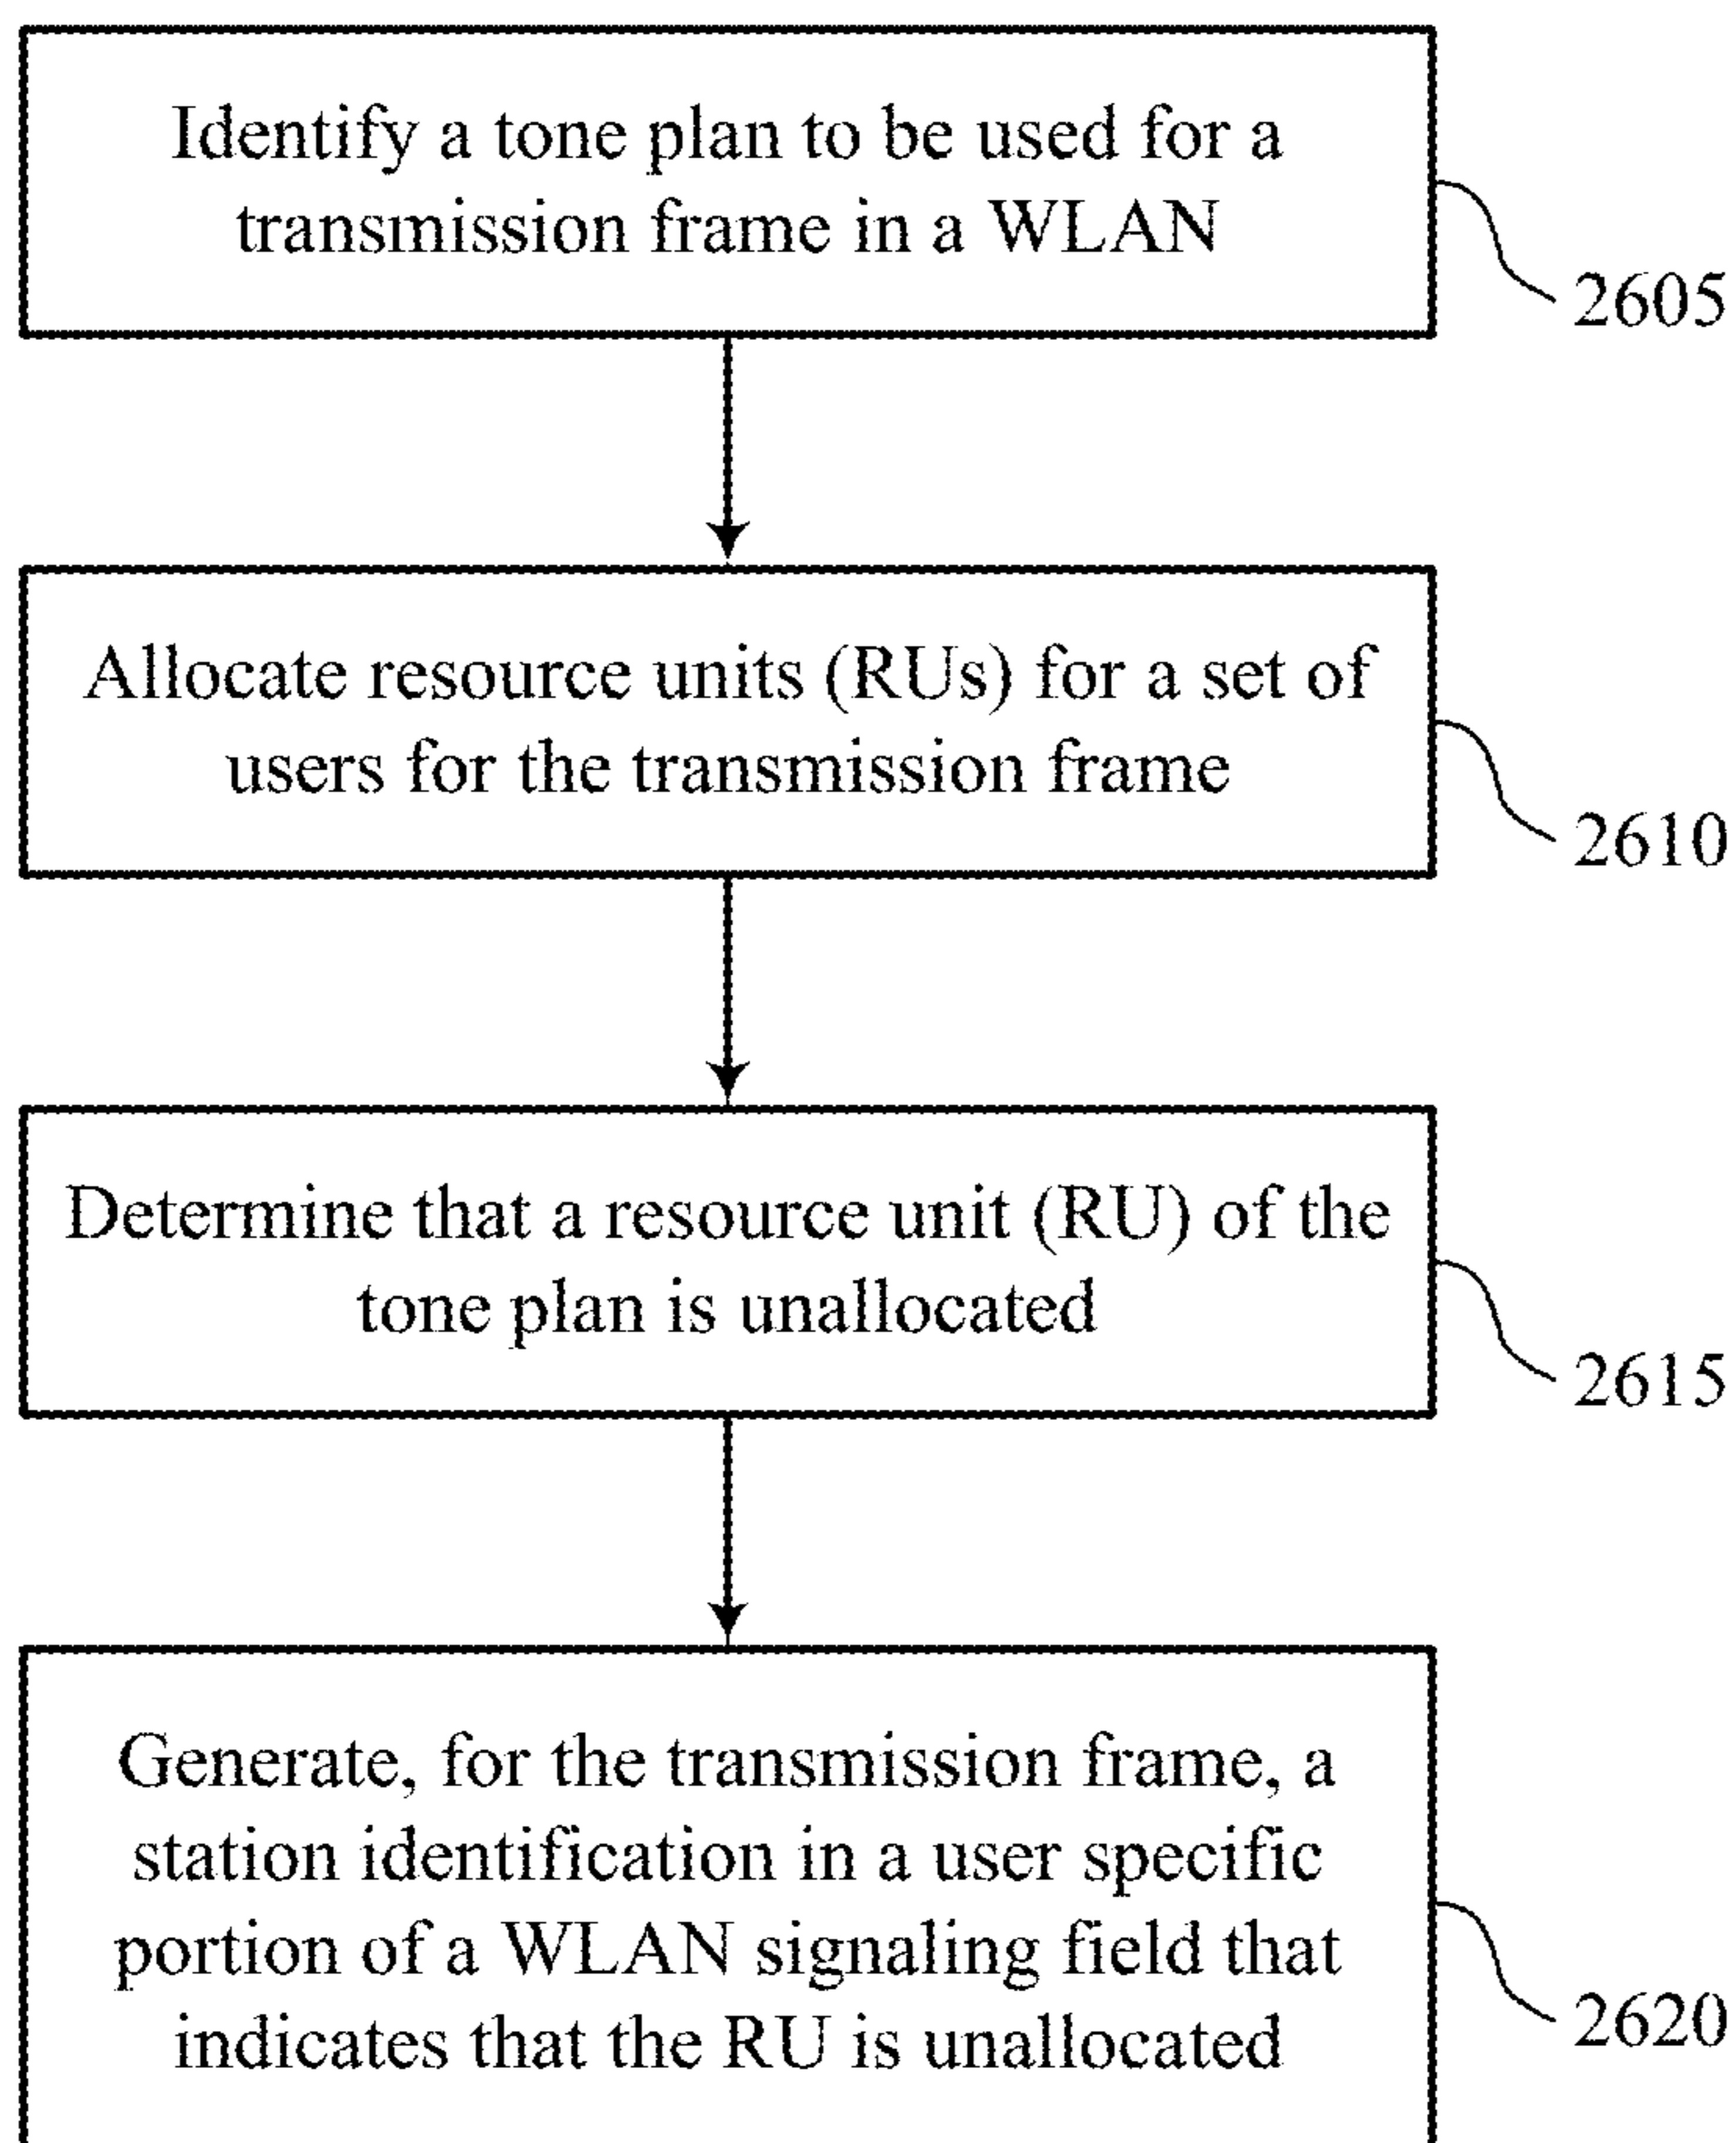 Identify a tone plan to be used for a
transmission frame in a WLAN
2605
Allocate resource units (RUs) for a set of
users for the transmission frame
2610
Determine that a resource unit (RU) of the
tone plan is unallocated
2615
Generate, for the transmission frame, a
station identification in a user specific
portion of a WLAN signaling field that
indicates that the RU is unallocated
2620